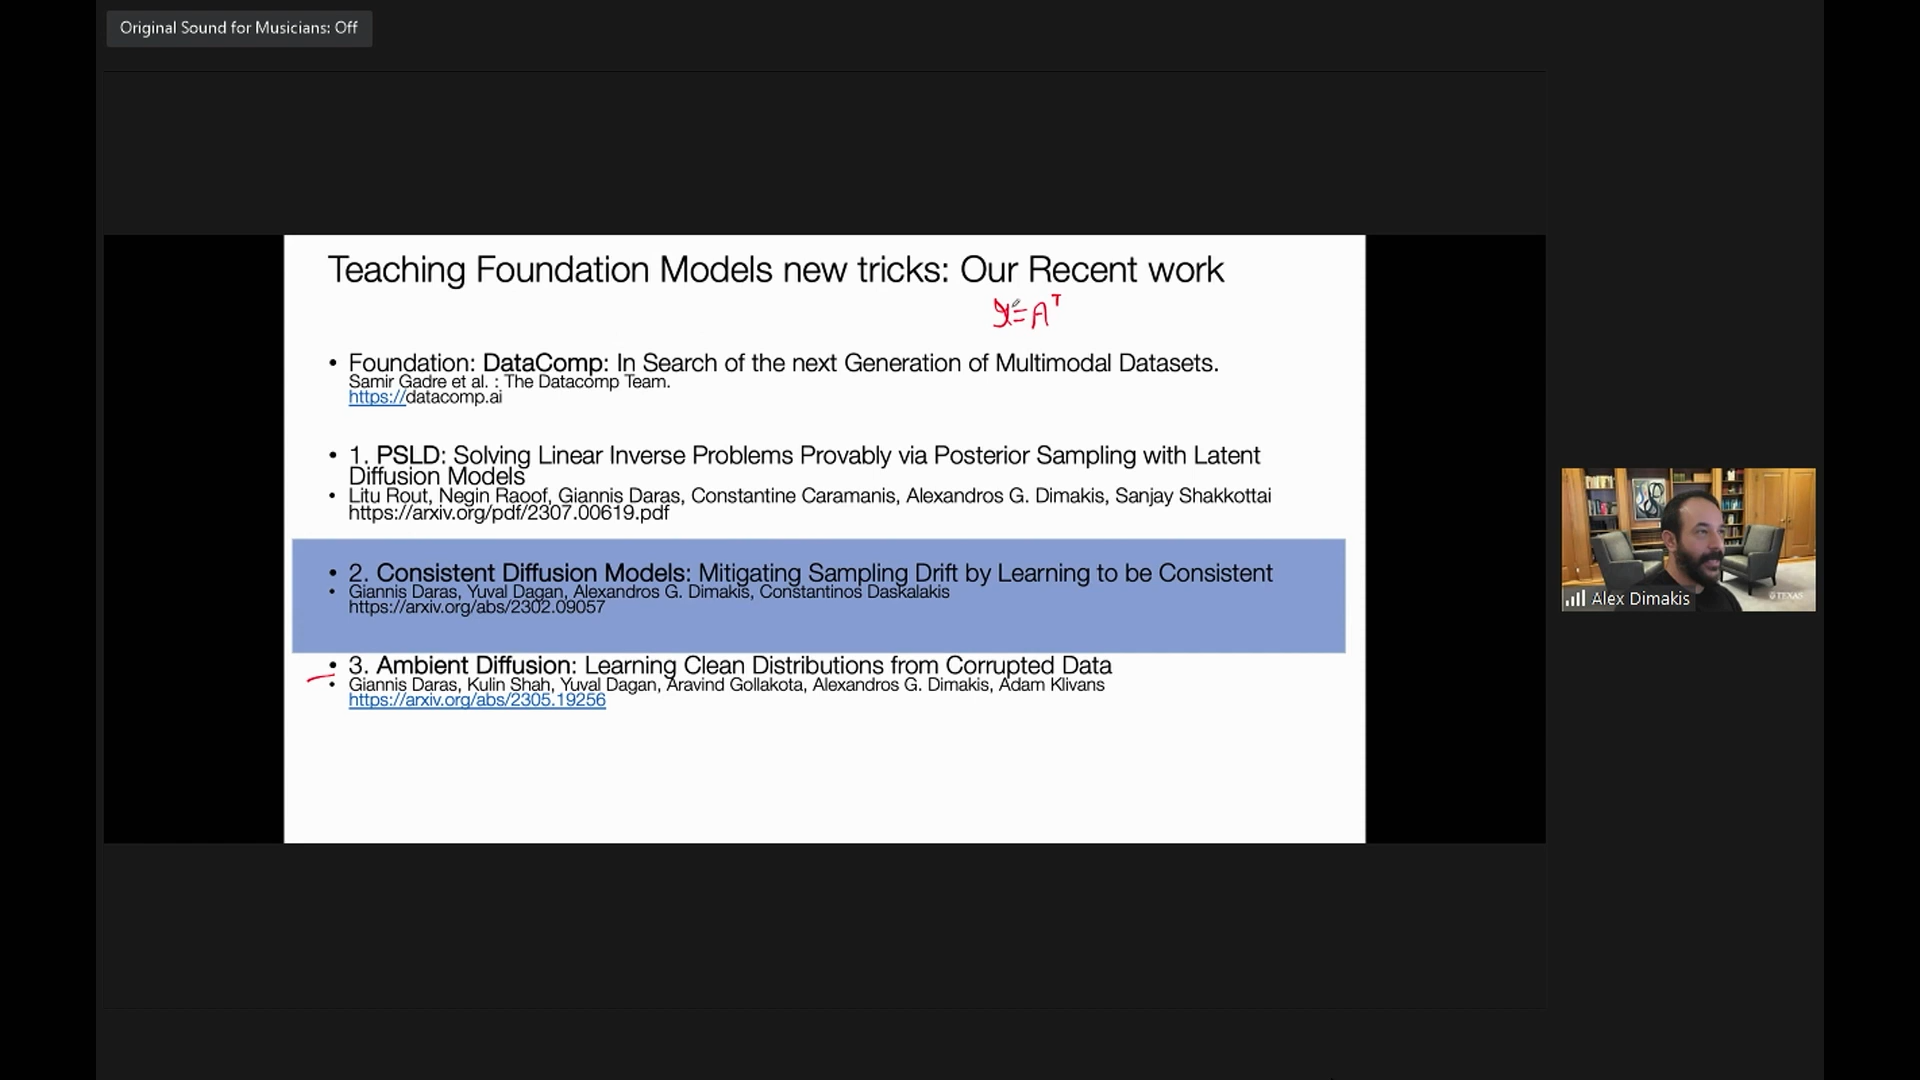 Original Sound for Musicians: Off
Teaching Foundation Models new tricks: Our Recent work
=A^T
• Foundation: DataComp: In Search of the next Generation of Multimodal Datasets.
Samir Gadre et al. : The Datacomp Team.
https://datacomp.ai
• 1. PSLD: Solving Linear Inverse Problems Provably via Posterior Sampling with Latent
Diffusion Models
• Litu Rout, Negin Raoof, Giannis Daras, Constantine Caramanis, Alexandros G. Dimakis, Sanjay Shakkottai
https://arxiv.org/pdf/2307.00619.pdf
• 2. Consistent Diffusion Models: Mitigating Sampling Drift by Learning to be Consistent
• Giannis Daras, Yuval Dagan, Alexandros G. Dimakis, Constantinos Daskalakis
https://arxiv.org/abs/2302.09057
• 3. Ambient Diffusion: Learning Clean Distributions from Corrupted Data
• Giannis Daras, Kulin Shah, Yuval Dagan, Aravind Gollakota, Alexandros G. Dimakis, Adam Klivans
https://arxiv.org/abs/2305.19256
Alex Dimakis
TEXAS